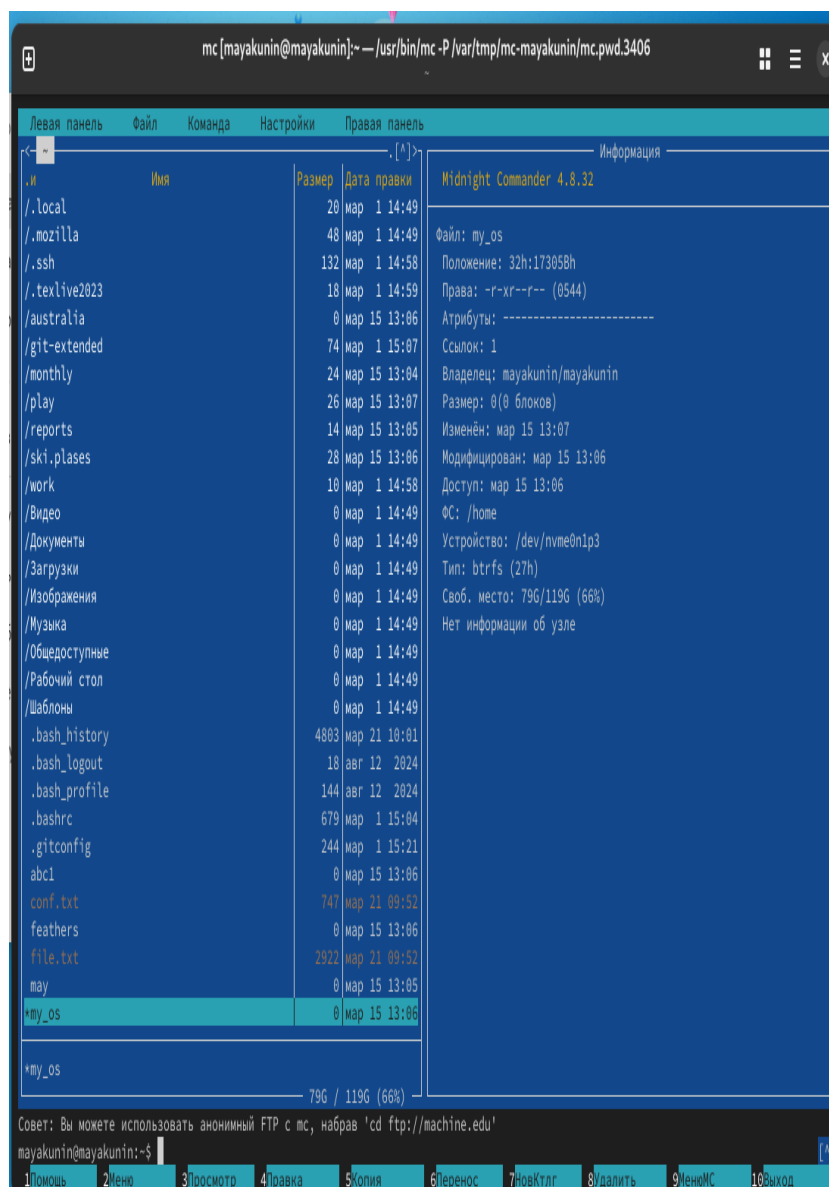 mc [mayakunin@mayakunin]:~ — /usr/bin/mc -P /var/tmp/mc-mayakunin/mc.pwd.3406
~
Левая панель Файл Команда Настройки Правая панель
<- ~ .[^]>
.и Имя Размер Дата правки
/.local 20 мар 1 14:49
/.mozilla 48 мар 1 14:49
/.ssh 132 мар 1 14:58
/.texlive2023 18 мар 1 14:59
/australia 0 мар 15 13:06
/git-extended 74 мар 1 15:07
/monthly 24 мар 15 13:04
/play 26 мар 15 13:07
/reports 14 мар 15 13:05
/ski.plases 28 мар 15 13:06
/work 10 мар 1 14:58
/Видео 0 мар 1 14:49
/Документы 0 мар 1 14:49
/Загрузки 0 мар 1 14:49
/Изображения 0 мар 1 14:49
/Музыка 0 мар 1 14:49
/Общедоступные 0 мар 1 14:49
/Рабочий стол 0 мар 1 14:49
/Шаблоны 0 мар 1 14:49
.bash_history 4803 мар 21 10:01
.bash_logout 18 авг 12 2024
.bash_profile 144 авг 12 2024
.bashrc 679 мар 1 15:04
.gitconfig 244 мар 1 15:21
abc1 0 мар 15 13:06
conf.txt 747 мар 21 09:52
feathers 0 мар 15 13:06
file.txt 2922 мар 21 09:52
may 0 мар 15 13:05
*my_os 0 мар 15 13:06
*my_os
79G / 119G (66%)
Информация
Midnight Commander 4.8.32
Файл: my_os
Положение: 32h:17305Bh
Права: -r-xr--r-- (0544)
Атрибуты: -------------------------
Ссылок: 1
Владелец: mayakunin/mayakunin
Размер: 0(0 блоков)
Изменён: мар 15 13:07
Модифицирован: мар 15 13:06
Доступ: мар 15 13:06
ФС: /home
Устройство: /dev/nvme0n1p3
Тип: btrfs (27h)
Своб. место: 79G/119G (66%)
Нет информации об узле
Совет: Вы можете использовать анонимный FTP с mc, набрав 'cd ftp://machine.edu'
mayakunin@mayakunin:~$ [^
1Помощь 2Меню 3Просмотр 4Правка 5Копия 6Перенос 7НовКтлг 8Удалить 9МенюMC 10Выход